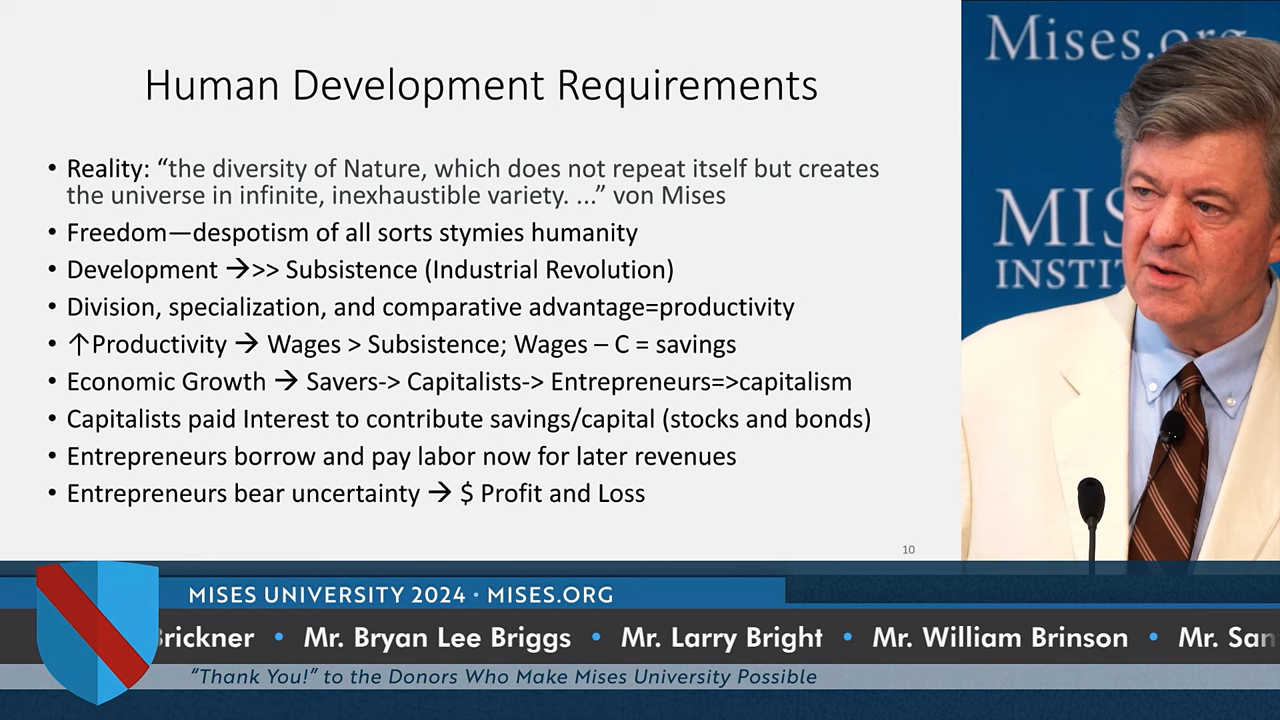 Human Development Requirements
• Reality: “the diversity of Nature, which does not repeat itself but creates
the universe in infinite, inexhaustible variety. ...” von Mises
• Freedom—despotism of all sorts stymies humanity
• Development →>> Subsistence (Industrial Revolution)
• Division, specialization, and comparative advantage=productivity
• ↑Productivity → Wages > Subsistence; Wages – C = savings
• Economic Growth → Savers-> Capitalists-> Entrepreneurs=>capitalism
• Capitalists paid Interest to contribute savings/capital (stocks and bonds)
• Entrepreneurs borrow and pay labor now for later revenues
• Entrepreneurs bear uncertainty → $ Profit and Loss
10
Mises.org
MIS
INSTIT
MISES UNIVERSITY 2024 • MISES.ORG
Brickner • Mr. Bryan Lee Briggs • Mr. Larry Bright • Mr. William Brinson • Mr. San
“Thank You!” to the Donors Who Make Mises University Possible